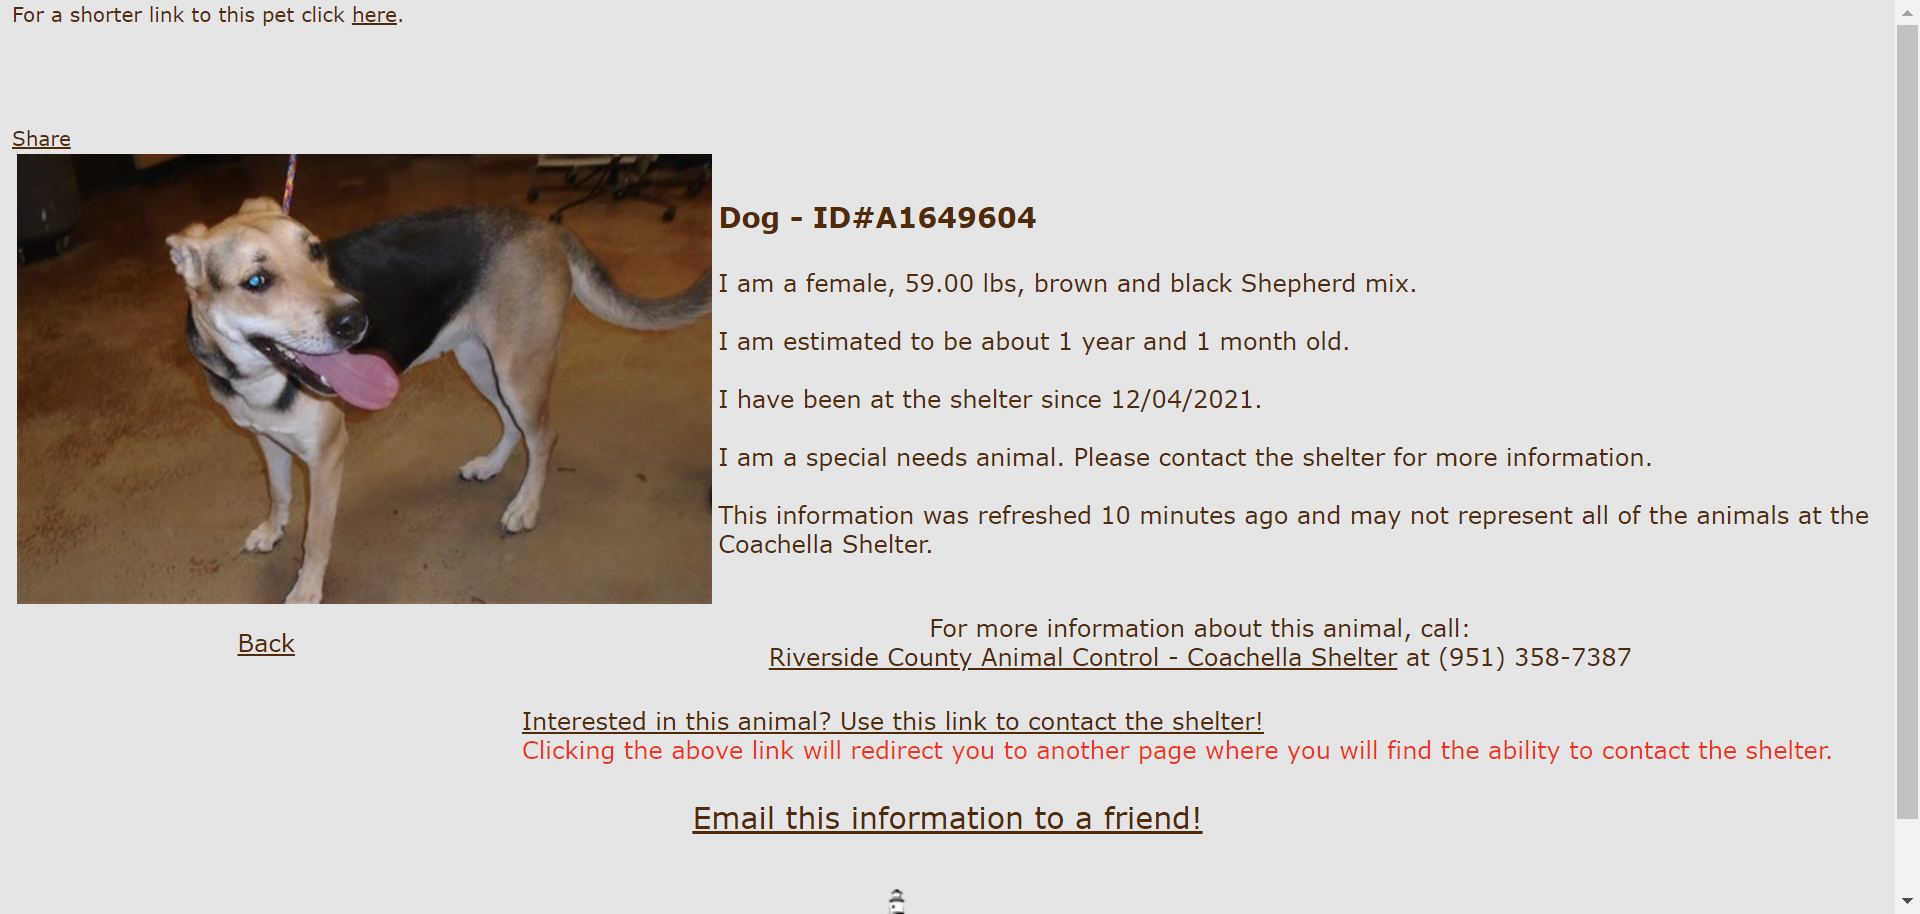 For a shorter link to this pet click here.
Share
Dog - ID#A1649604
I am a female, 59.00 lbs, brown and black Shepherd mix.
I am estimated to be about 1 year and 1 month old.
I have been at the shelter since 12/04/2021.
I am a special needs animal. Please contact the shelter for more information.
This information was refreshed 10 minutes ago and may not represent all of the animals at the
Coachella Shelter.
Back
For more information about this animal, call:
Riverside County Animal Control - Coachella Shelter at (951) 358-7387
Interested in this animal? Use this link to contact the shelter!
Clicking the above link will redirect you to another page where you will find the ability to contact the shelter.
Email this information to a friend!